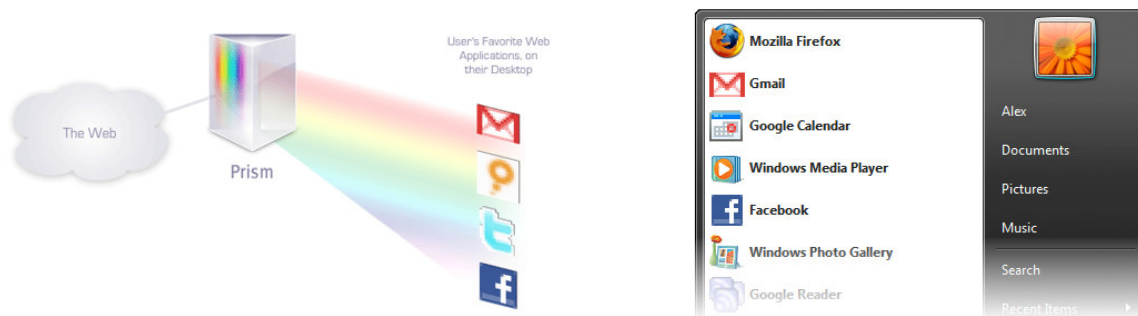 User's Favorite Web
Applications, on
their Desktop
The Web
Prism
Mozilla Firefox
Gmail
Google Calendar
Windows Media Player
Facebook
Windows Photo Gallery
Google Reader
Alex
Documents
Pictures
Music
Search
Recent Items